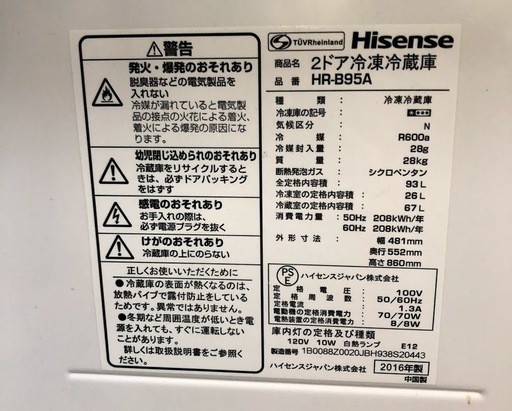 ⚠警告
発火・爆発のおそれあり
脱臭器などの電気製品を
入れない
冷媒が漏れていると電気製
品の接点の火花による着
火、着火による爆発の原因に
なります。
幼児閉じ込められのおそれあり
冷蔵庫をリサイクルすると
きは、必ずドアパッキング
をはずす
感電のおそれあり
お手入れの際は、
必ず電源プラグを抜く
けがのおそれあり
冷蔵庫の上にのらない
正しくお使いいただくために
●冷蔵庫の表面が熱くなるのは、
放熱パイプで露付防止をしている
ためです。異常ではありません。
●冬期など周囲温度が低いとき電
源を入れても、すぐに運転しない
ことがあります。
詳しくは取扱説明書をごらんくだ
さい。
TÜVRheinland
Hisense
商品名 2ドア冷凍冷蔵庫
品番 HR-B95A
種類 冷凍冷蔵庫
冷凍庫の記号
気候区分 N
冷媒 R600a
冷媒封入量 28g
質量 28kg
断熱発泡ガス シクロペンタン
全定格内容積 93L
冷凍室の定格内容積 26L
冷蔵室の定格内容積 67L
消費電力量 50Hz 208kWh/年
60Hz 208kWh/年
外形寸法 幅 481mm
奥行 552mm
高さ 860mm
PS
E
ハイセンスジャパン株式会社
定格電圧 100V
定格周波数 50/60Hz
定格電流 1.3A
電動機の定格消費電力 70/70W
電熱装置の定格消費電力 8/8W
庫内灯の定格及び種類
120V 10W 白熱ランプ E12
製造番号 1B0088Z0020JBH938S20443
ハイセンスジャパン株式会社
2016年製
中国製